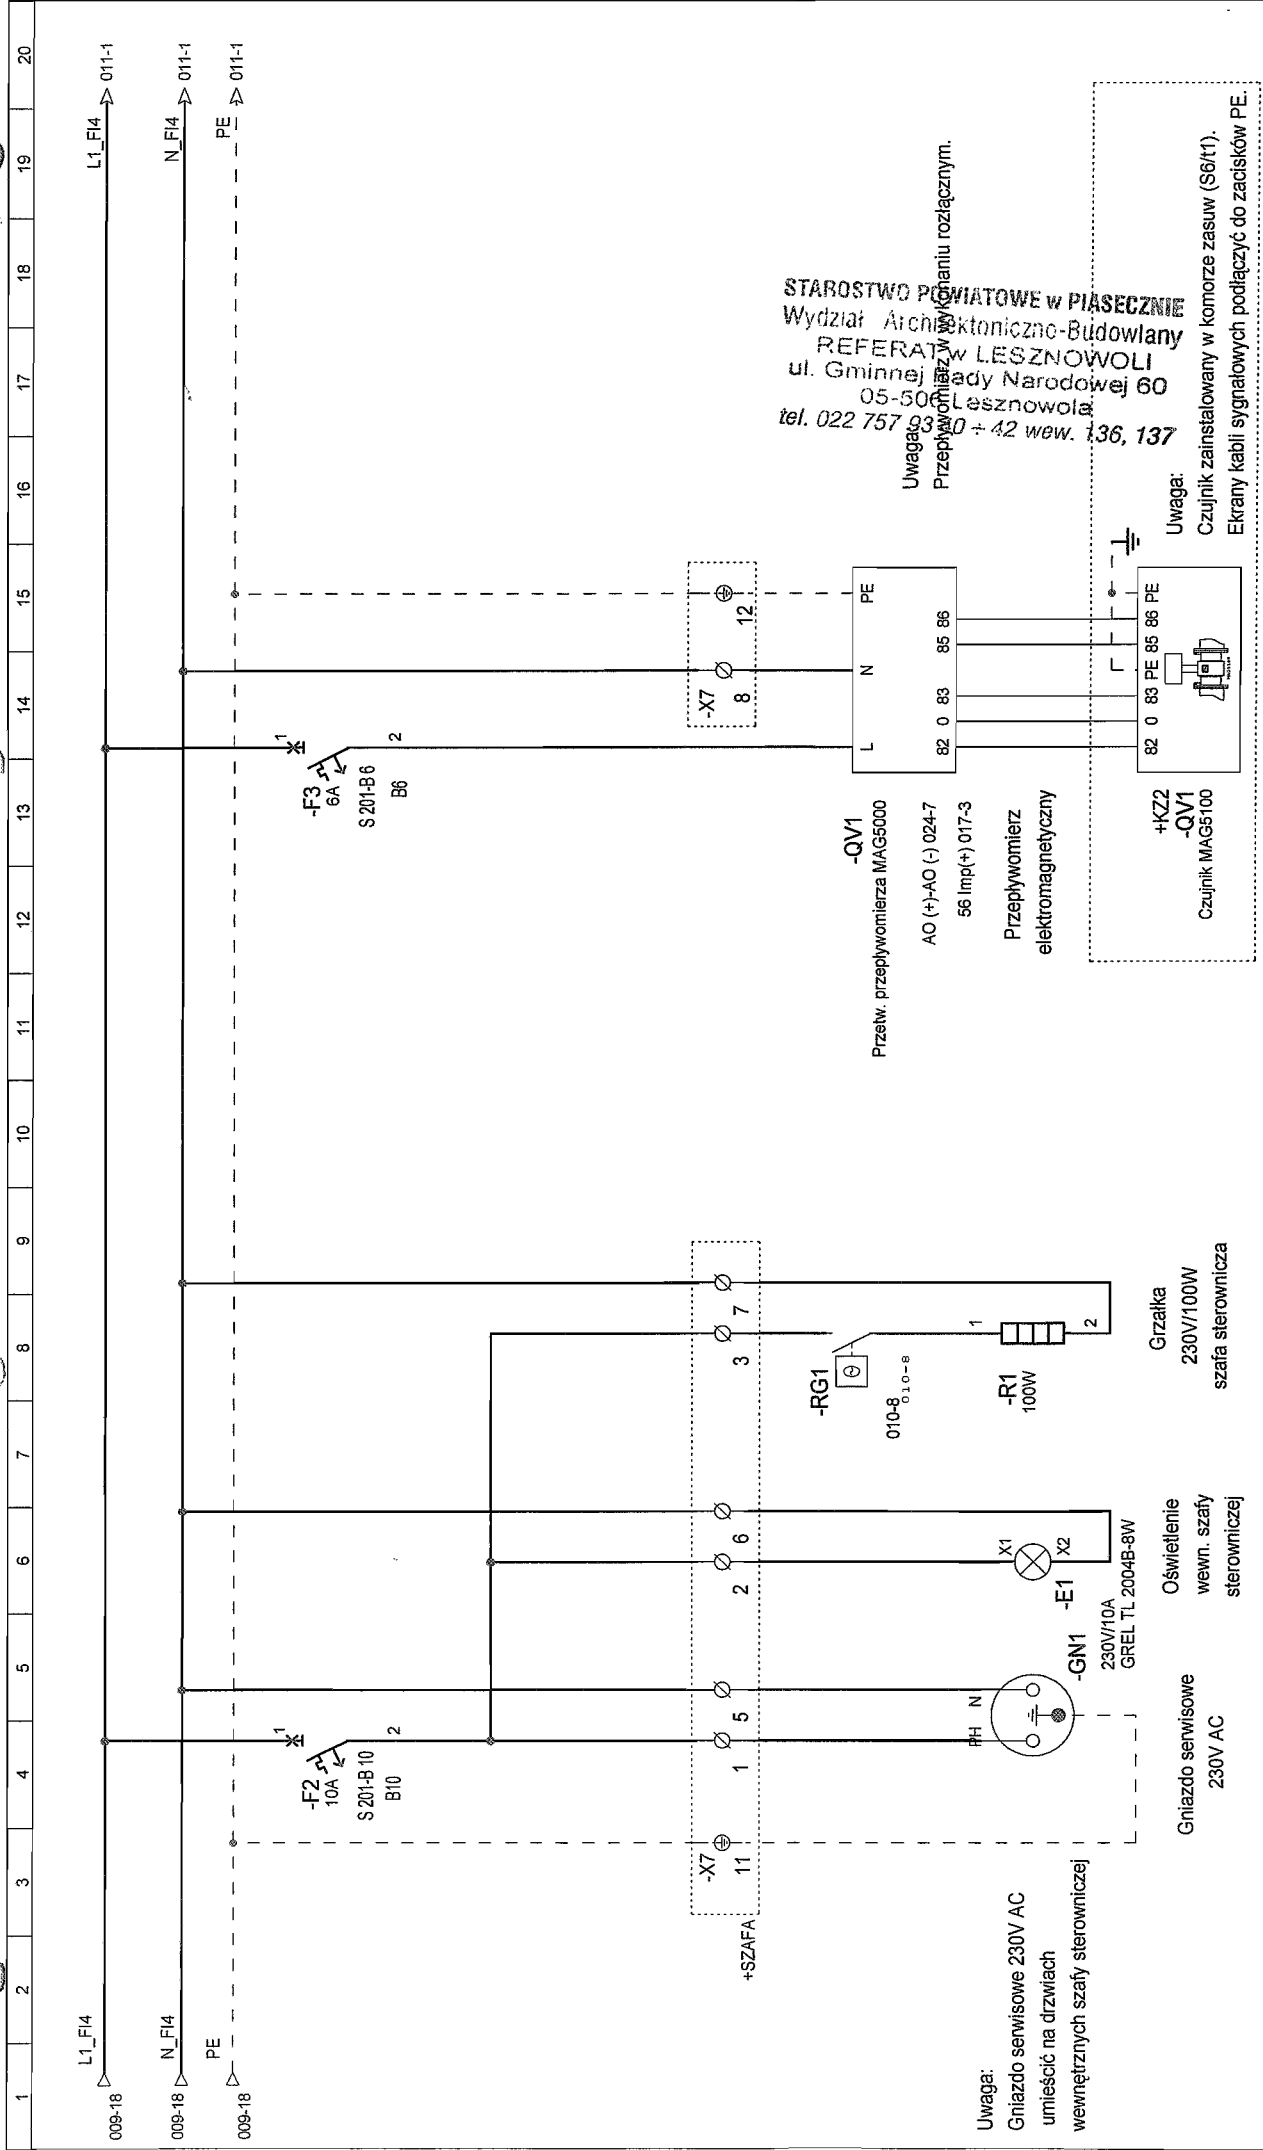 1 2 3 4 5 6 7 8 9 10 11 12 13 14 15 16 17 18 19 20
009-18
L1_FI4
L1_FI4
011-1
009-18
N_FI4
N_FI4
011-1
009-18
PE
PE
011-1
-F2
10A
S 201-B 10
B10
1
2
-F3
6A
S 201-B 6
B6
1
2
+SZAFA
-X7
11
1
5
2
6
3
7
-X7
8
12
Uwaga:
Gniazdo serwisowe 230V AC
umieścić na drzwiach
wewnętrznych szafy sterowniczej
PH
N
-GN1
230V/10A
GREL TL 2004B-8W
Gniazdo serwisowe
230V AC
X1
X2
-E1
Oświetlenie
wewn. szafy
sterowniczej
-RG1
010-8
010-8
-R1
100W
1
2
Grzałka
230V/100W
szafa sterownicza
-QV1
Przetw. przepływomierza MAG5000
AO (+)-AO (-) 024-7
56 Imp(+) 017-3
Przepływomierz
elektromagnetyczny
L N PE
82 0 83 85 86
82 0 83 PE 85 86 PE
+KZ2
-QV1
Czujnik MAG5100
Uwaga:
Przepływomierz w wykonaniu rozłącznym.
Uwaga:
Czujnik zainstalowany w komorze zasuw (S6/t1).
Ekrany kabli sygnałowych podłączyć do zacisków PE.
STAROSTWO POWIATOWE w PIASECZNIE
Wydział Architektoniczno-Budowlany
REFERAT w LESZNOWOLI
ul. Gminnej Rady Narodowej 60
05-506 Lesznowola
tel. 022 757 93 40 ÷ 42 wew. 136, 137